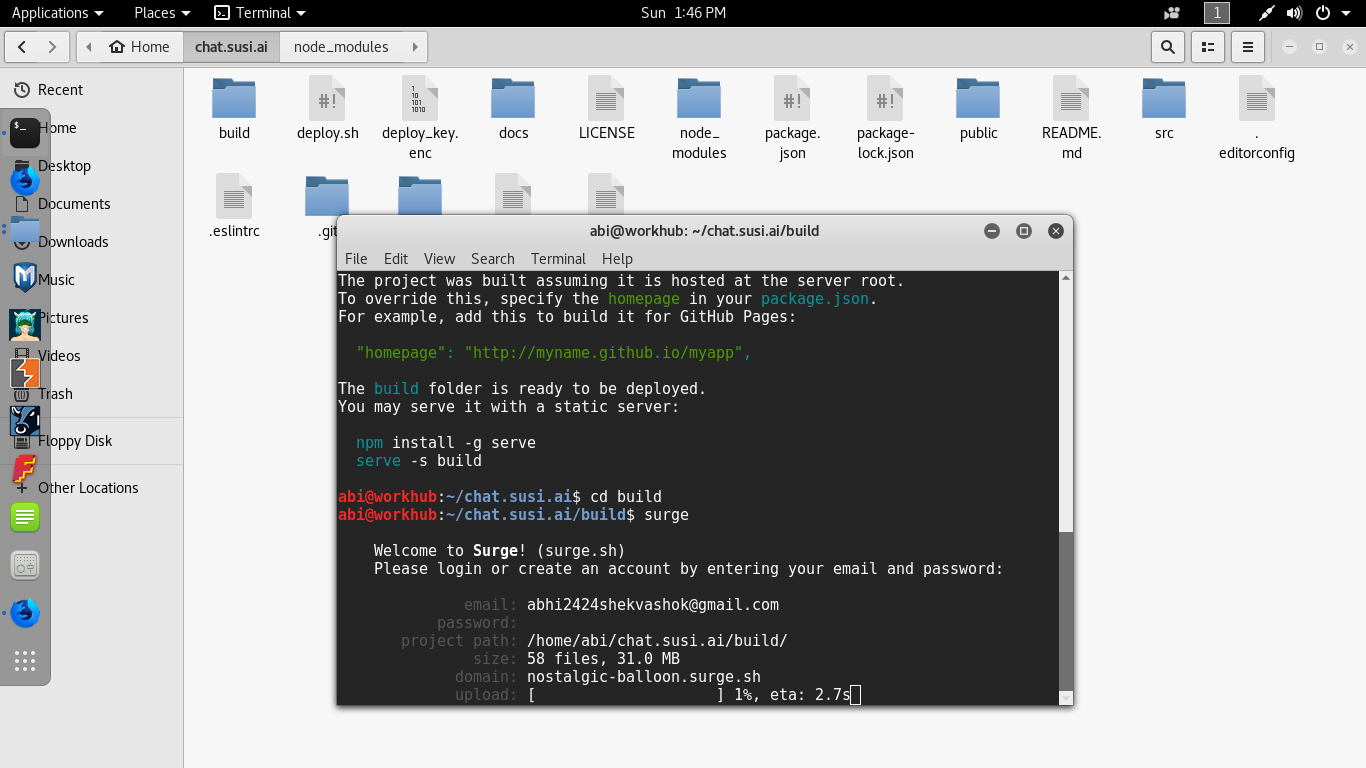 Applications Places Terminal Sun 1:46 PM 1
Home chat.susi.ai node_modules
Recent
Home
Desktop
Documents
Downloads
Music
Pictures
Videos
Trash
Floppy Disk
Other Locations
build deploy.sh deploy_key. docs LICENSE node_ package. package- public README. src .
enc modules json lock.json md editorconfig
.eslintrc .git
abi@workhub: ~/chat.susi.ai/build
File Edit View Search Terminal Help
The project was built assuming it is hosted at the server root.
To override this, specify the homepage in your package.json.
For example, add this to build it for GitHub Pages:
"homepage": "http://myname.github.io/myapp",
The build folder is ready to be deployed.
You may serve it with a static server:
npm install -g serve
serve -s build
abi@workhub:~/chat.susi.ai$ cd build
abi@workhub:~/chat.susi.ai/build$ surge
Welcome to Surge! (surge.sh)
Please login or create an account by entering your email and password:
email: abhi2424shekvashok@gmail.com
password:
project path: /home/abi/chat.susi.ai/build/
size: 58 files, 31.0 MB
domain: nostalgic-balloon.surge.sh
upload: [ ] 1%, eta: 2.7s